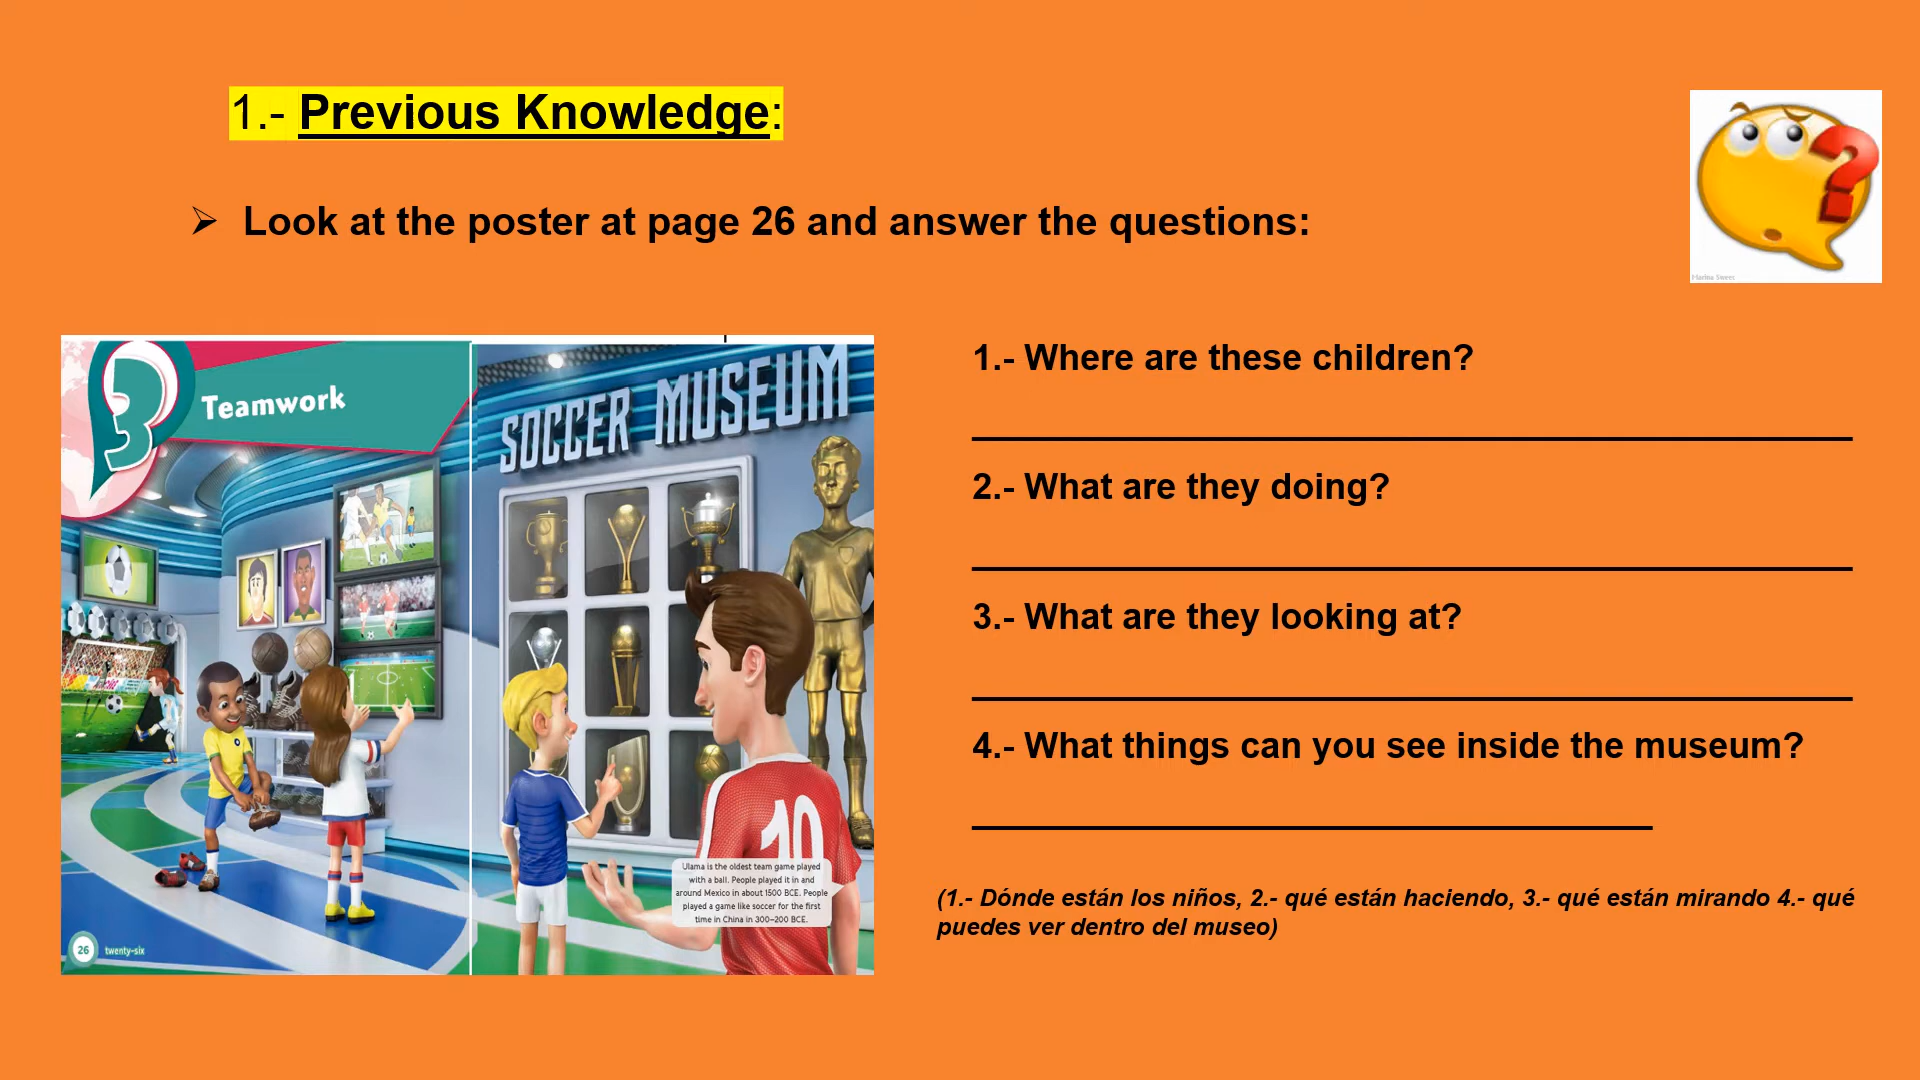 1.- Previous Knowledge:
➢ Look at the poster at page 26 and answer the questions:
Marina Sweet
3
Teamwork
SOCCER MUSEUM
10
Ulama is the oldest team game played
with a ball. People played it in and
around Mexico in about 1500 BCE. People
played a game like soccer for the first
time in China in 300–200 BCE.
26 twenty-six
1.- Where are these children?
2.- What are they doing?
3.- What are they looking at?
4.- What things can you see inside the museum?
(1.- Dónde están los niños, 2.- qué están haciendo, 3.- qué están mirando 4.- qué
puedes ver dentro del museo)